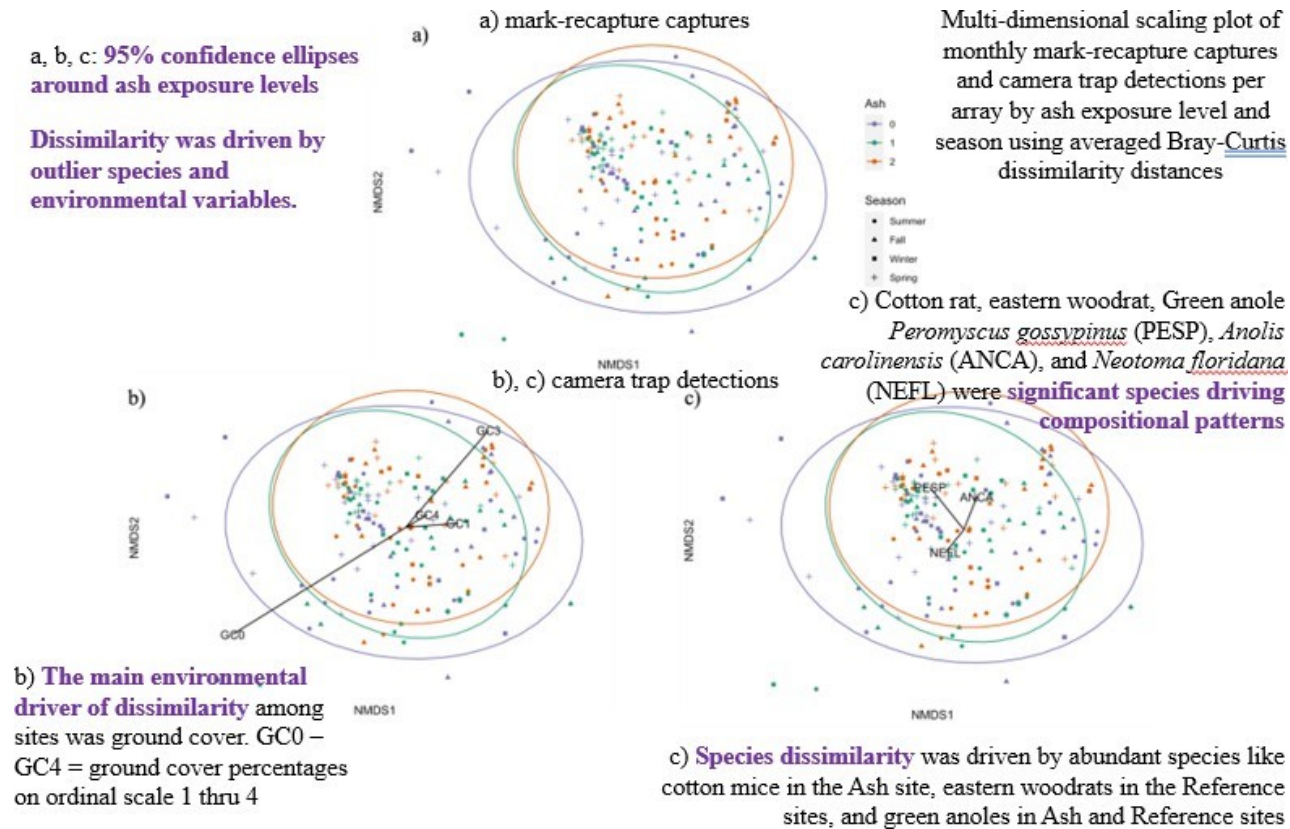 a) mark-recapture captures
a)
a, b, c: 95% confidence ellipses
around ash exposure levels
Dissimilarity was driven by
outlier species and
environmental variables.
Multi-dimensional scaling plot of
monthly mark-recapture captures
and camera trap detections per
array by ash exposure level and
season using averaged Bray-Curtis
dissimilarity distances
Ash
0
1
2
Season
Summer
Fall
Winter
Spring
NMDS2
NMDS1
b), c) camera trap detections
c) Cotton rat, eastern woodrat, Green anole
Peromyscus gossypinus (PESP), Anolis
carolinensis (ANCA), and Neotoma floridana
(NEFL) were significant species driving
compositional patterns
b)
GC3
GC4
GC1
GC0
NMDS2
NMDS1
c)
PESP
ANCA
NEFL
NMDS2
NMDS1
b) The main environmental
driver of dissimilarity among
sites was ground cover. GC0 –
GC4 = ground cover percentages
on ordinal scale 1 thru 4
c) Species dissimilarity was driven by abundant species like
cotton mice in the Ash site, eastern woodrats in the Reference
sites, and green anoles in Ash and Reference sites